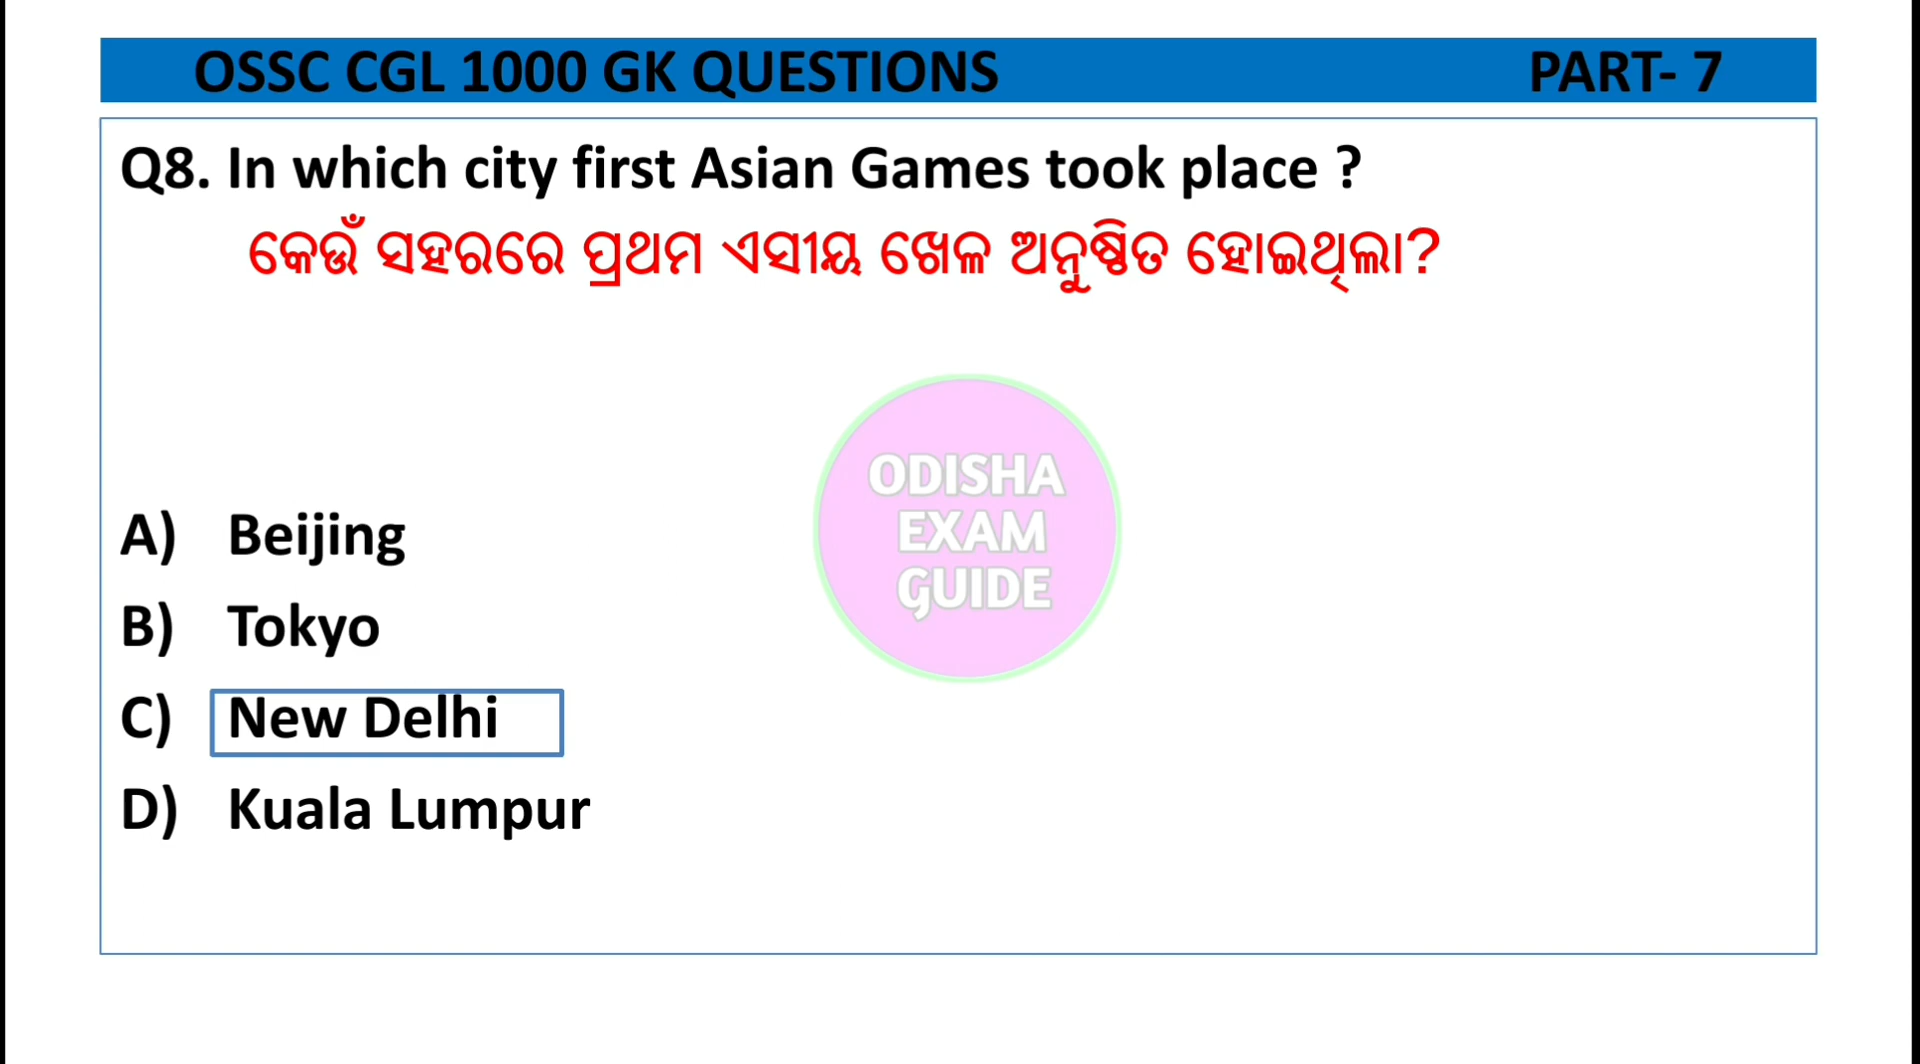 OSSC CGL 1000 GK QUESTIONS PART- 7
Q8. In which city first Asian Games took place ?
କେଉଁ ସହରରେ ପ୍ରଥମ ଏସୀୟ ଖେଳ ଅନୁଷ୍ଠିତ ହୋଇଥିଲା?
ODISHA
EXAM
GUIDE
A) Beijing
B) Tokyo
C) New Delhi
D) Kuala Lumpur